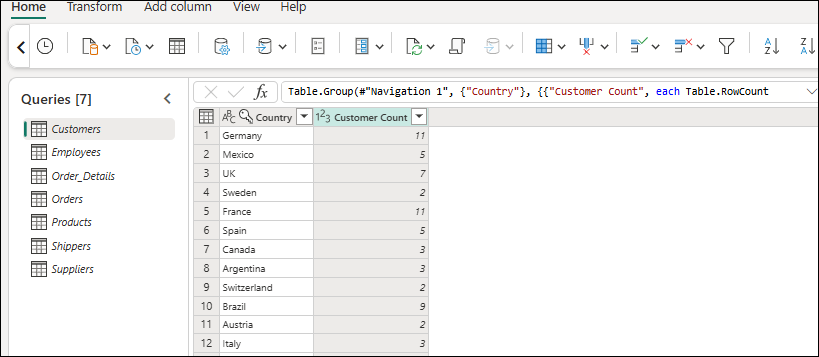 Home Transform Add column View Help
Queries [7]
Customers
Employees
Order_Details
Orders
Products
Shippers
Suppliers
fx Table.Group(#"Navigation 1", {"Country"}, {{"Customer Count", each Table.RowCount
ABC Country 123 Customer Count
1 Germany 11
2 Mexico 5
3 UK 7
4 Sweden 2
5 France 11
6 Spain 5
7 Canada 3
8 Argentina 3
9 Switzerland 2
10 Brazil 9
11 Austria 2
12 Italy 3